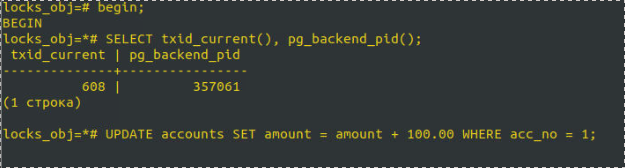 locks_obj=# begin;
BEGIN
locks_obj=*# SELECT txid_current(), pg_backend_pid();
 txid_current | pg_backend_pid
--------------+----------------
          608 |         357061
(1 строка)
locks_obj=*# UPDATE accounts SET amount = amount + 100.00 WHERE acc_no = 1;